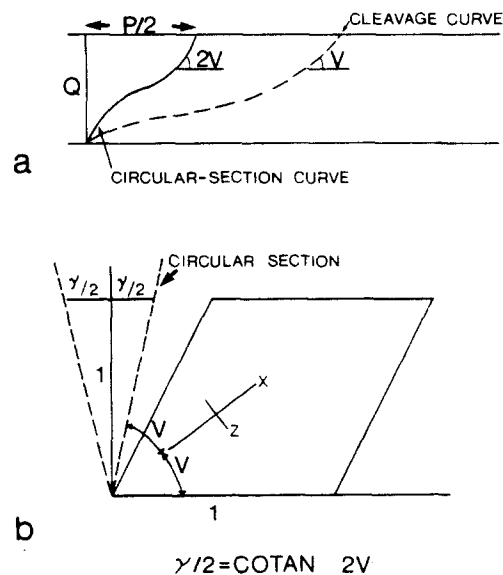 CLEAVAGE CURVE
P/2
2V
V
Q
a
CIRCULAR-SECTION CURVE
CIRCULAR SECTION
γ/2 γ/2
1
X
Z
V
V
1
b
γ/2=COTAN 2V